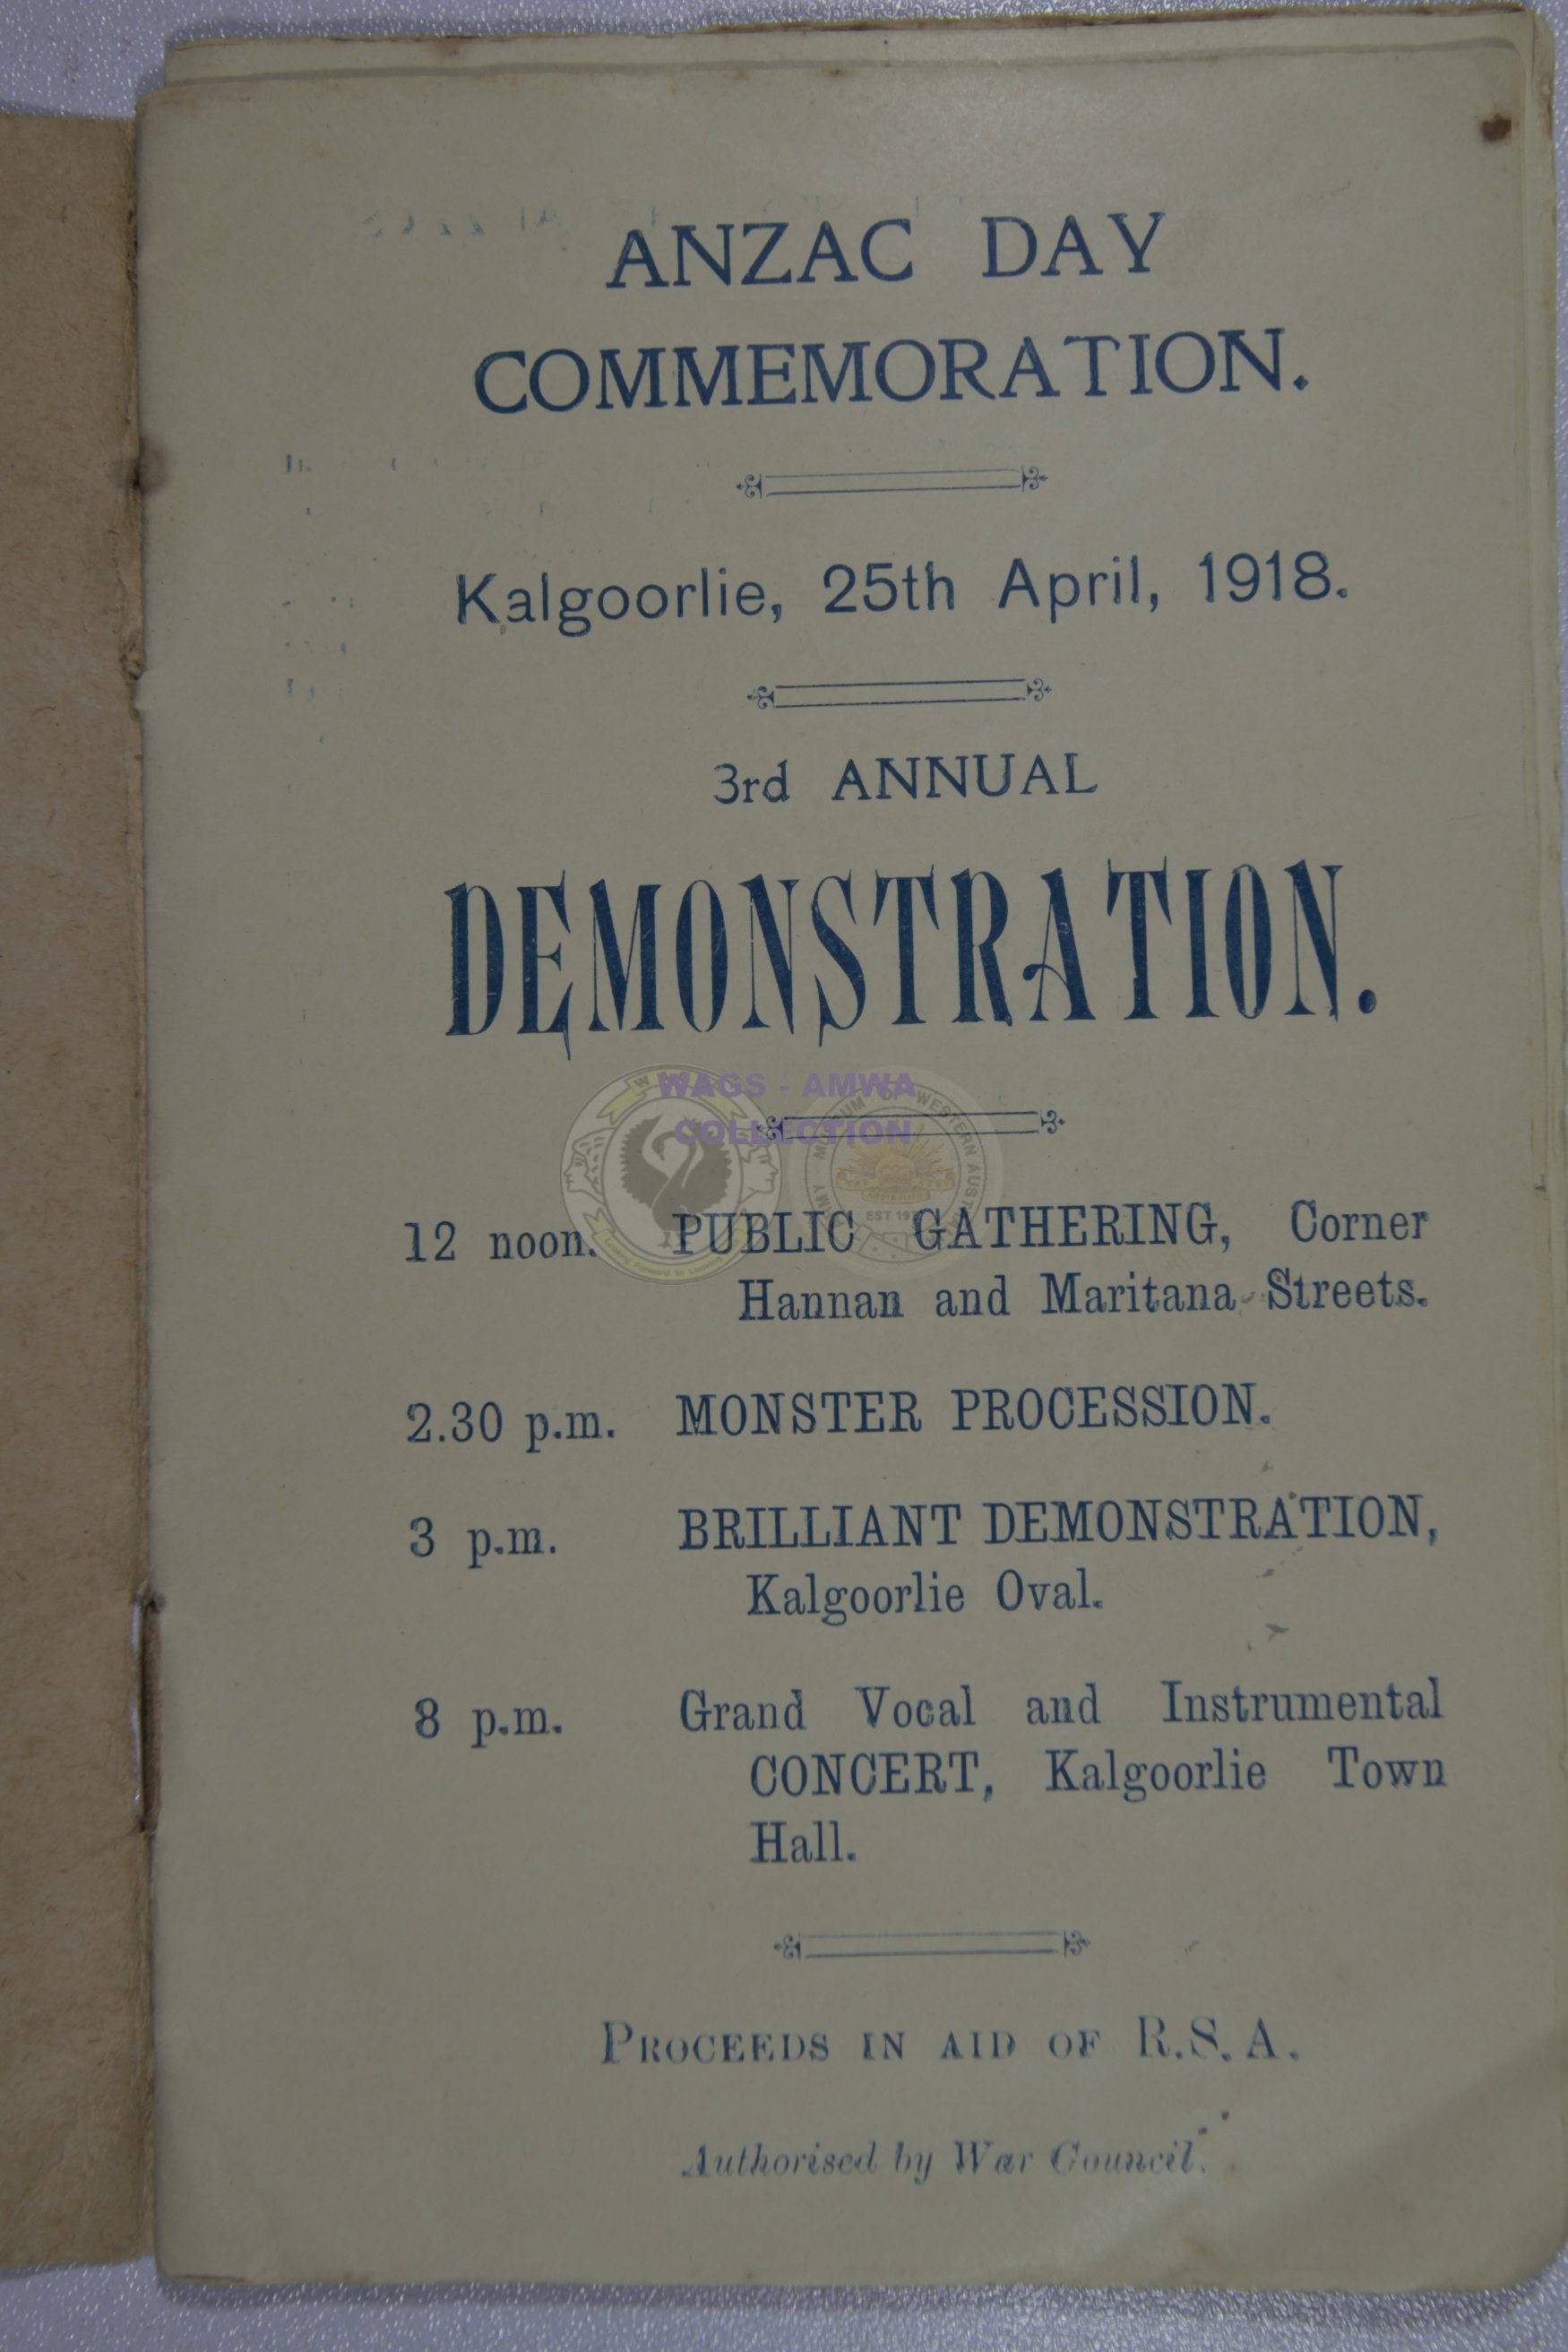 ANZAC DAY
COMMEMORATION.
Kalgoorlie, 25th April, 1918.
3rd ANNUAL
DEMONSTRATION.
WAGS - AMWA
COLLECTION
12 noon. PUBLIC GATHERING, Corner
Hannan and Maritana Streets.
2.30 p.m. MONSTER PROCESSION.
3 p.m. BRILLIANT DEMONSTRATION,
Kalgoorlie Oval.
8 p.m. Grand Vocal and Instrumental
CONCERT, Kalgoorlie Town
Hall.
PROCEEDS IN AID OF R.S.A.
Authorised by War Council.